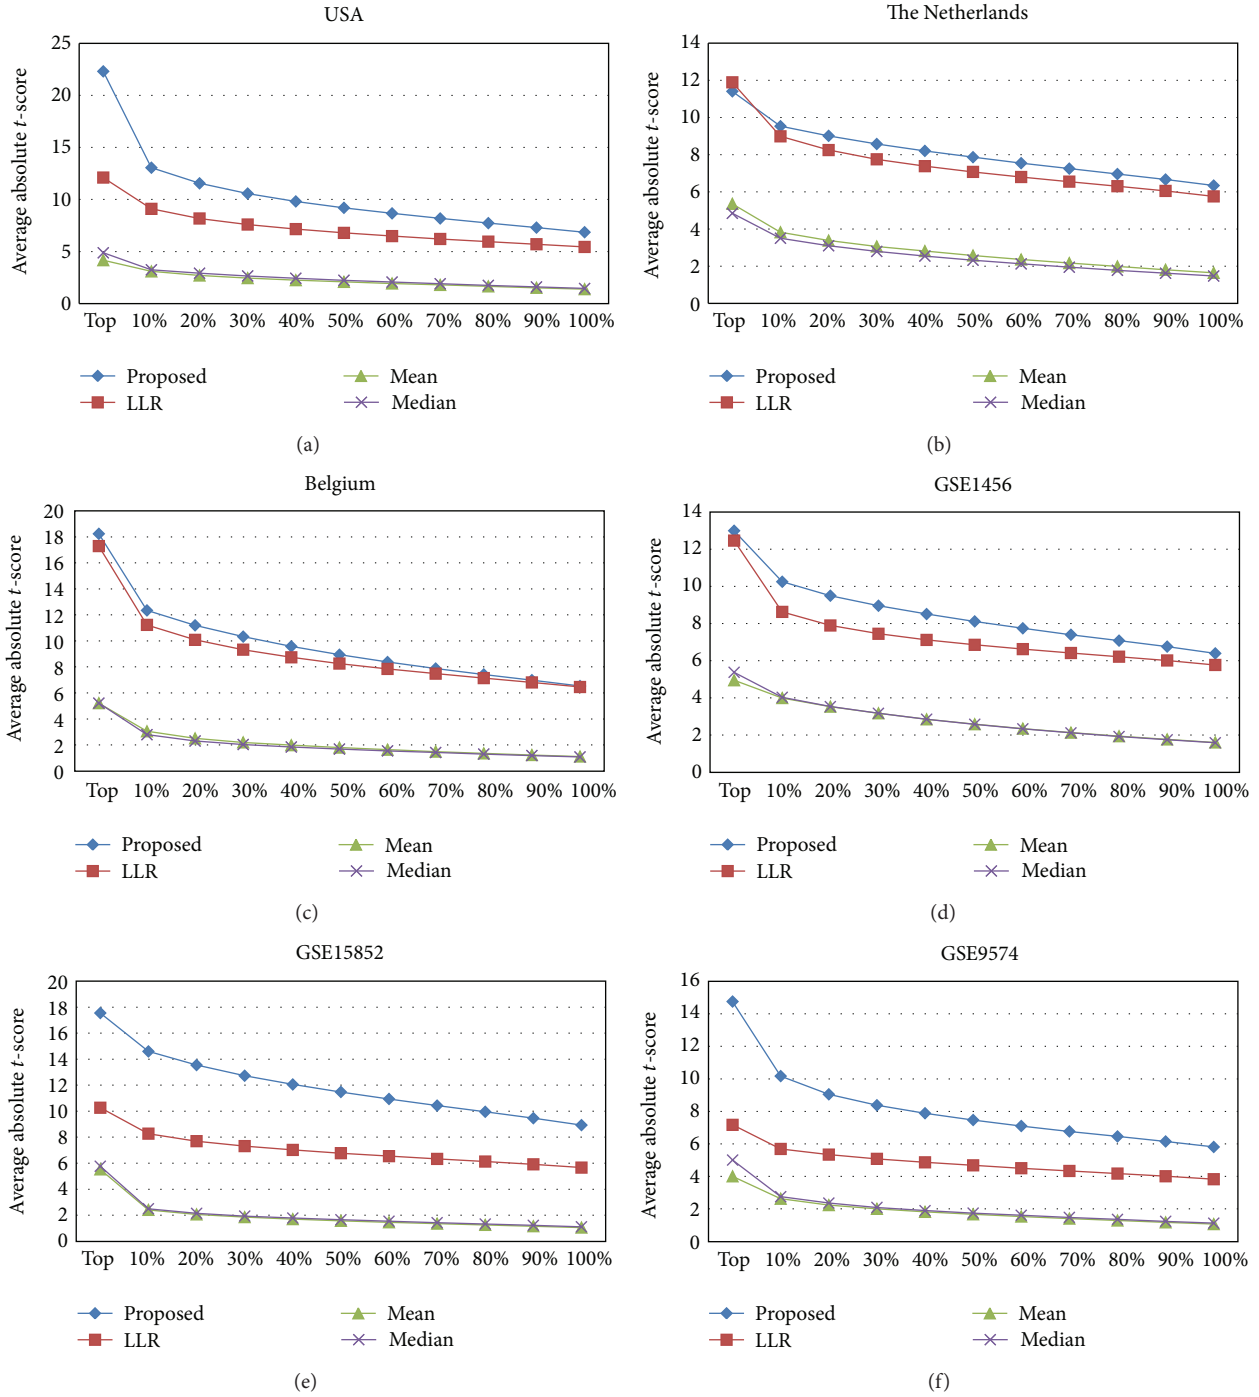 USA
Average absolute t-score
25
20
15
10
5
0
Top 10% 20% 30% 40% 50% 60% 70% 80% 90% 100%
Proposed
LLR
Mean
Median
(a)
The Netherlands
Average absolute t-score
14
12
10
8
6
4
2
0
Top 10% 20% 30% 40% 50% 60% 70% 80% 90% 100%
Proposed
LLR
Mean
Median
(b)
Belgium
Average absolute t-score
20
18
16
14
12
10
8
6
4
2
0
Top 10% 20% 30% 40% 50% 60% 70% 80% 90% 100%
Proposed
LLR
Mean
Median
(c)
GSE1456
Average absolute t-score
14
12
10
8
6
4
2
0
Top 10% 20% 30% 40% 50% 60% 70% 80% 90% 100%
Proposed
LLR
Mean
Median
(d)
GSE15852
Average absolute t-score
20
18
16
14
12
10
8
6
4
2
0
Top 10% 20% 30% 40% 50% 60% 70% 80% 90% 100%
Proposed
LLR
Mean
Median
(e)
GSE9574
Average absolute t-score
16
14
12
10
8
6
4
2
0
Top 10% 20% 30% 40% 50% 60% 70% 80% 90% 100%
Proposed
LLR
Mean
Median
(f)